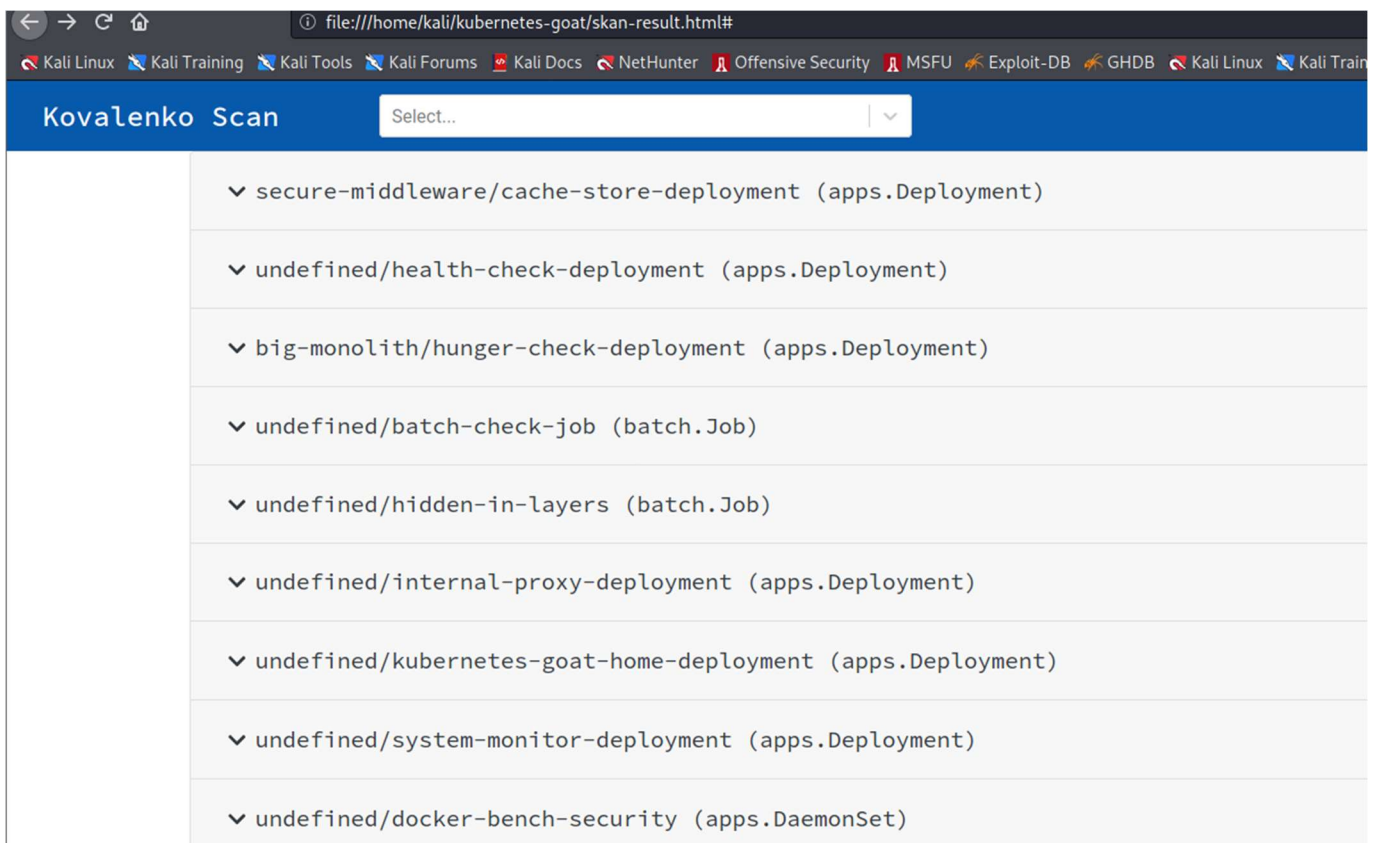 file:///home/kali/kubernetes-goat/skan-result.html#
Kali Linux Kali Training Kali Tools Kali Forums Kali Docs NetHunter Offensive Security MSFU Exploit-DB GHDB Kali Linux Kali Train
Kovalenko Scan Select...
secure-middleware/cache-store-deployment (apps.Deployment)
undefined/health-check-deployment (apps.Deployment)
big-monolith/hunger-check-deployment (apps.Deployment)
undefined/batch-check-job (batch.Job)
undefined/hidden-in-layers (batch.Job)
undefined/internal-proxy-deployment (apps.Deployment)
undefined/kubernetes-goat-home-deployment (apps.Deployment)
undefined/system-monitor-deployment (apps.Deployment)
undefined/docker-bench-security (apps.DaemonSet)